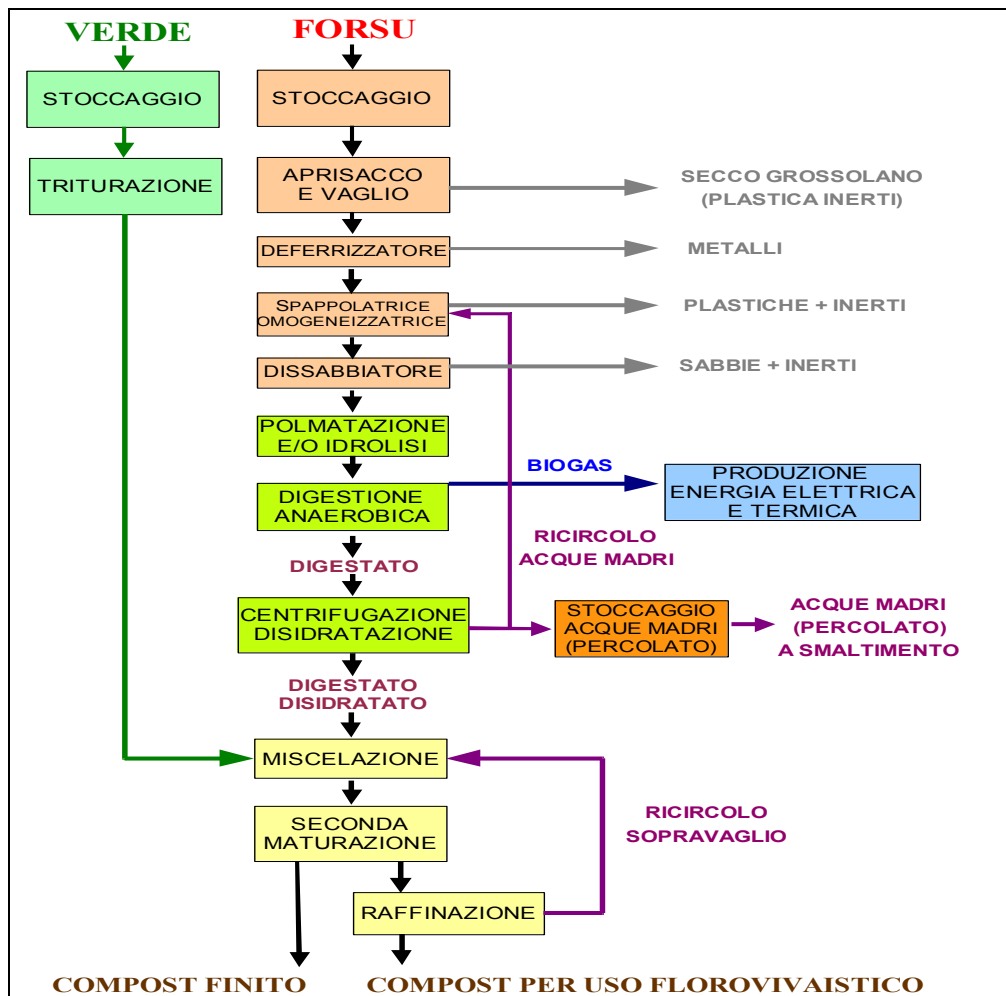 VERDE
FORSU
STOCCAGGIO
STOCCAGGIO
TRITURAZIONE
APRISACCO
E VAGLIO
SECCO GROSSOLANO
(PLASTICA INERTI)
DEFERRIZZATORE
METALLI
SPAPPOLATRICE
OMOGENEIZZATRICE
PLASTICHE + INERTI
DISSABBIATORE
SABBIE + INERTI
POLMATAZIONE
E/O IDROLISI
BIOGAS
DIGESTIONE
ANAEROBICA
PRODUZIONE
ENERGIA ELETTRICA
E TERMICA
RICIRCOLO
ACQUE MADRI
DIGESTATO
CENTRIFUGAZIONE
DISIDRATAZIONE
STOCCAGGIO
ACQUE MADRI
(PERCOLATO)
ACQUE MADRI
(PERCOLATO)
A SMALTIMENTO
DIGESTATO
DISIDRATATO
MISCELAZIONE
SECONDA
MATURAZIONE
RICIRCOLO
SOPRAVAGLIO
RAFFINAZIONE
COMPOST FINITO
COMPOST PER USO FLOROVIVAISTICO